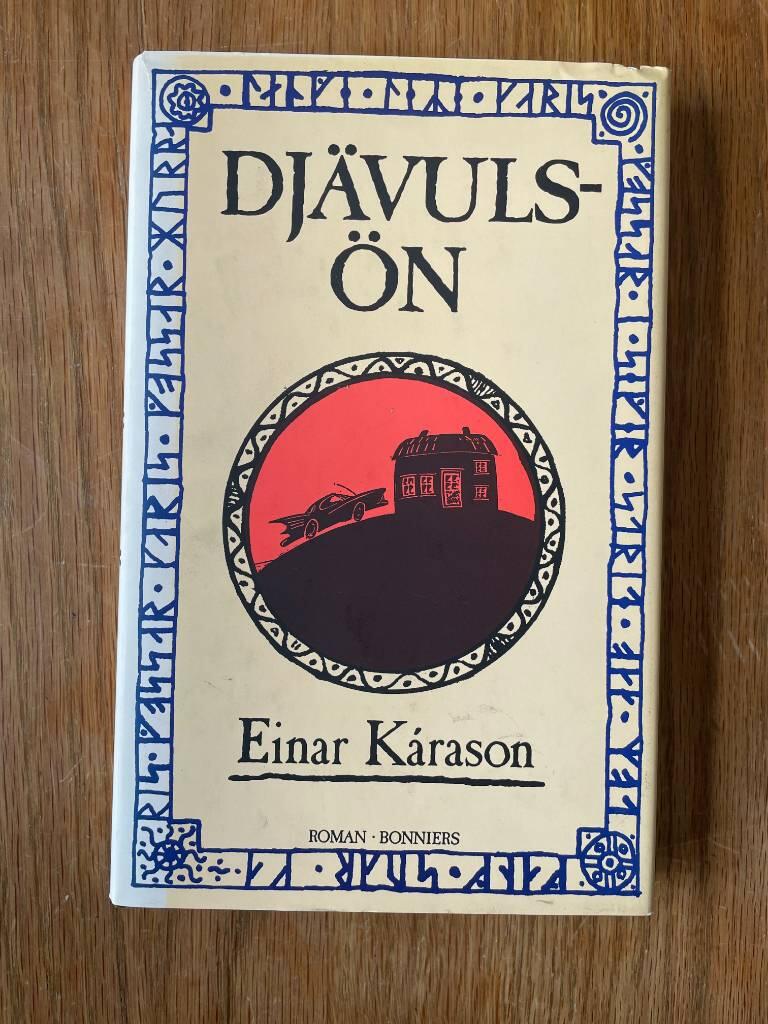 DJÄVULS-
ÖN
Einar Kárason
ROMAN · BONNIERS